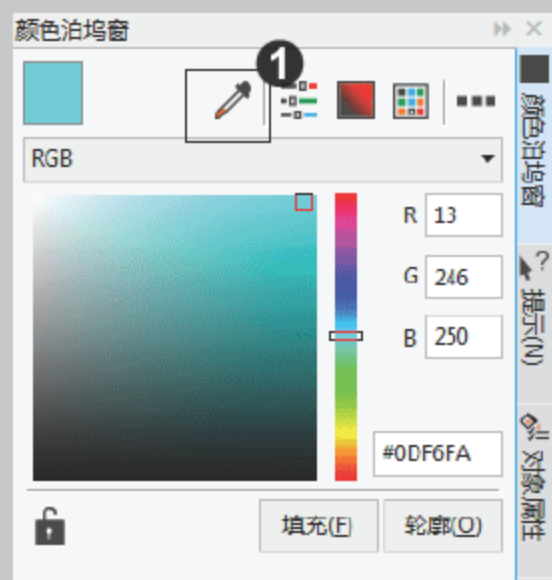 颜色泊坞窗
1
RGB
R 13
G 246
B 250
#0DF6FA
填充(F)
轮廓(O)
颜色泊坞窗
提示(N)
对象属性